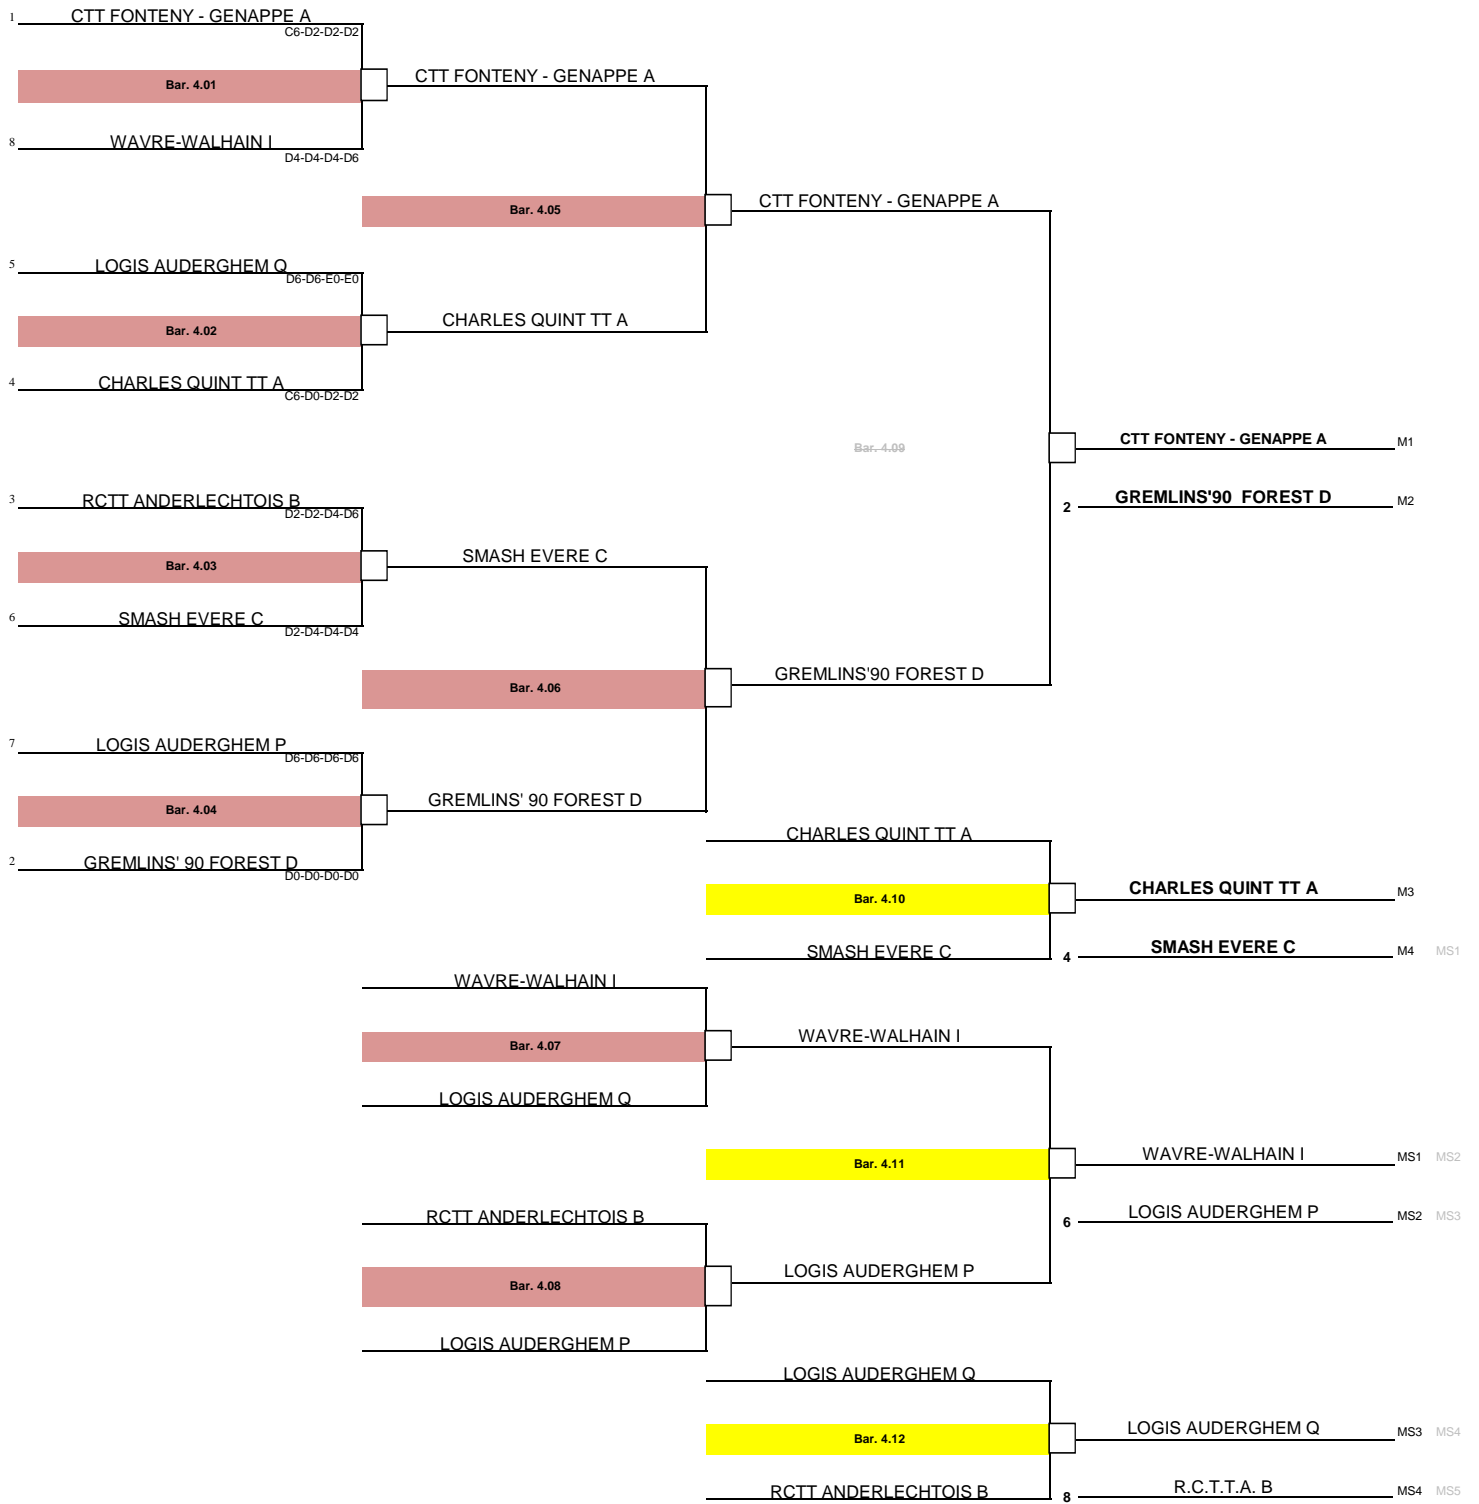 1 CTT FONTENY - GENAPPE A
C6-D2-D2-D2
Bar. 4.01
CTT FONTENY - GENAPPE A
8 WAVRE-WALHAIN I
D4-D4-D4-D6
Bar. 4.05
CTT FONTENY - GENAPPE A
5 LOGIS AUDERGHEM Q
D6-D6-E0-E0
Bar. 4.02
CHARLES QUINT TT A
4 CHARLES QUINT TT A
C6-D0-D2-D2
Bar. 4.09
CTT FONTENY - GENAPPE A M1
2 GREMLINS'90  FOREST D M2
3 RCTT ANDERLECHTOIS B
D2-D2-D4-D6
Bar. 4.03
SMASH EVERE C
6 SMASH EVERE C
D2-D4-D4-D4
Bar. 4.06
GREMLINS'90 FOREST D
7 LOGIS AUDERGHEM P
D6-D6-D6-D6
Bar. 4.04
GREMLINS' 90 FOREST D
2 GREMLINS' 90 FOREST D
D0-D0-D0-D0
CHARLES QUINT TT A
Bar. 4.10
CHARLES QUINT TT A M3
SMASH EVERE C
4 SMASH EVERE C M4 MS1
WAVRE-WALHAIN I
Bar. 4.07
WAVRE-WALHAIN I
LOGIS AUDERGHEM Q
Bar. 4.11
WAVRE-WALHAIN I MS1 MS2
6 LOGIS AUDERGHEM P MS2 MS3
RCTT ANDERLECHTOIS B
Bar. 4.08
LOGIS AUDERGHEM P
LOGIS AUDERGHEM P
LOGIS AUDERGHEM Q
Bar. 4.12
LOGIS AUDERGHEM Q MS3 MS4
RCTT ANDERLECHTOIS B
8 R.C.T.T.A. B MS4 MS5